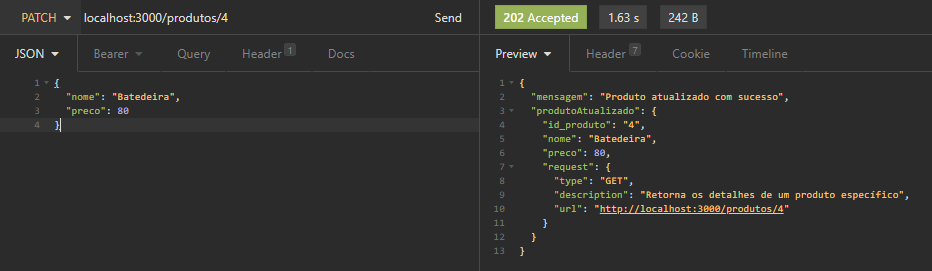 PATCH localhost:3000/produtos/4 Send
JSON Bearer Query Header 1 Docs
1 {
2 "nome": "Batedeira",
3 "preco": 80
4 }
202 Accepted 1.63 s 242 B
Preview Header 7 Cookie Timeline
1 {
2 "mensagem": "Produto atualizado com sucesso",
3 "produtoAtualizado": {
4 "id_produto": "4",
5 "nome": "Batedeira",
6 "preco": 80,
7 "request": {
8 "type": "GET",
9 "description": "Retorna os detalhes de um produto específico",
10 "url": "http://localhost:3000/produtos/4"
11 }
12 }
13 }